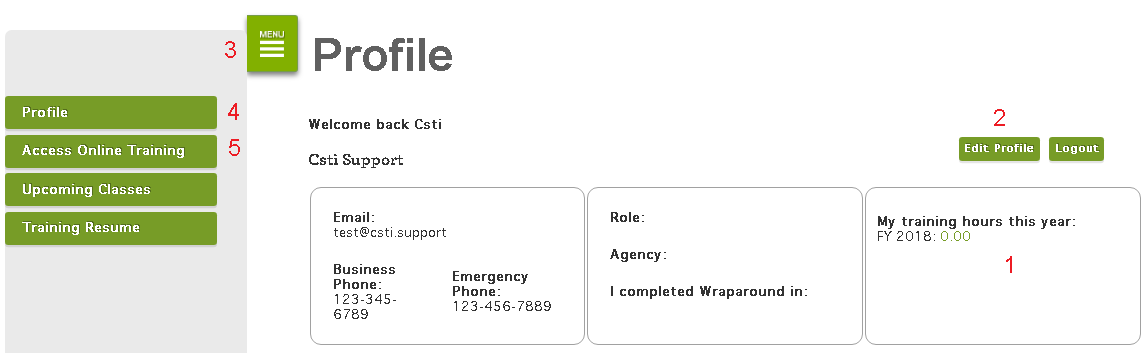 3
MENU
Profile
Profile
4
Access Online Training
5
Upcoming Classes
Training Resume
Welcome back Csti
2
Csti Support
Edit Profile
Logout
Email:
test@csti.support
Business
Phone:
123-345-
6789
Emergency
Phone:
123-456-7889
Role:
Agency:
I completed Wraparound in:
My training hours this year:
FY 2018: 0.00
1